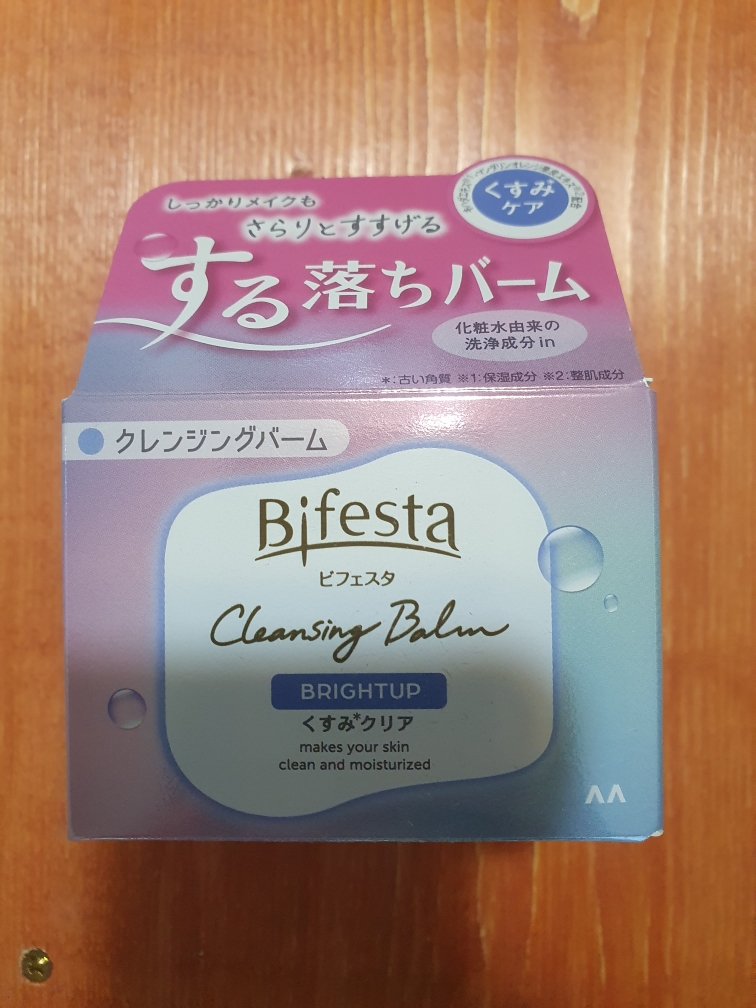 しっかりメイクも
さらりとすすげる
する落ちバーム
くすみ*
ケア
化粧水由来の
洗浄成分in
*:古い角質 ※1:保湿成分 ※2:整肌成分
クレンジングバーム
Bifesta
ビフェスタ
Cleansing Balm
BRIGHTUP
くすみ*クリア
makes your skin
clean and moisturized